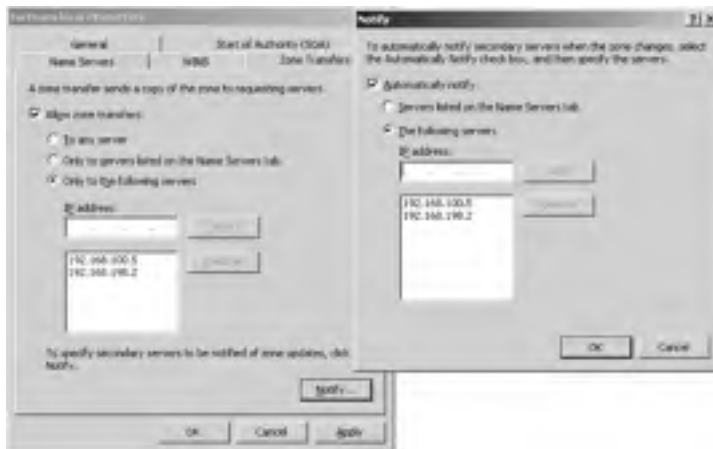 General
Start of Authority (SOA)
Name Servers
WINS
Zone Transfers
A zone transfer sends a copy of the zone to requesting servers.
Allow zone transfers:
To any server
Only to servers listed on the Name Servers tab
Only to the following servers
IP address:
192.168.100.5
192.168.198.2
To specify secondary servers to be notified of zone updates, click
Notify.
Notify...
OK
Cancel
Apply
Notify
To automatically notify secondary servers when the zone changes, select
the Automatically Notify check box, and then specify the servers.
Automatically notify:
Servers listed on the Name Servers tab
The following servers
IP address:
192.168.100.5
192.168.198.2
OK
Cancel